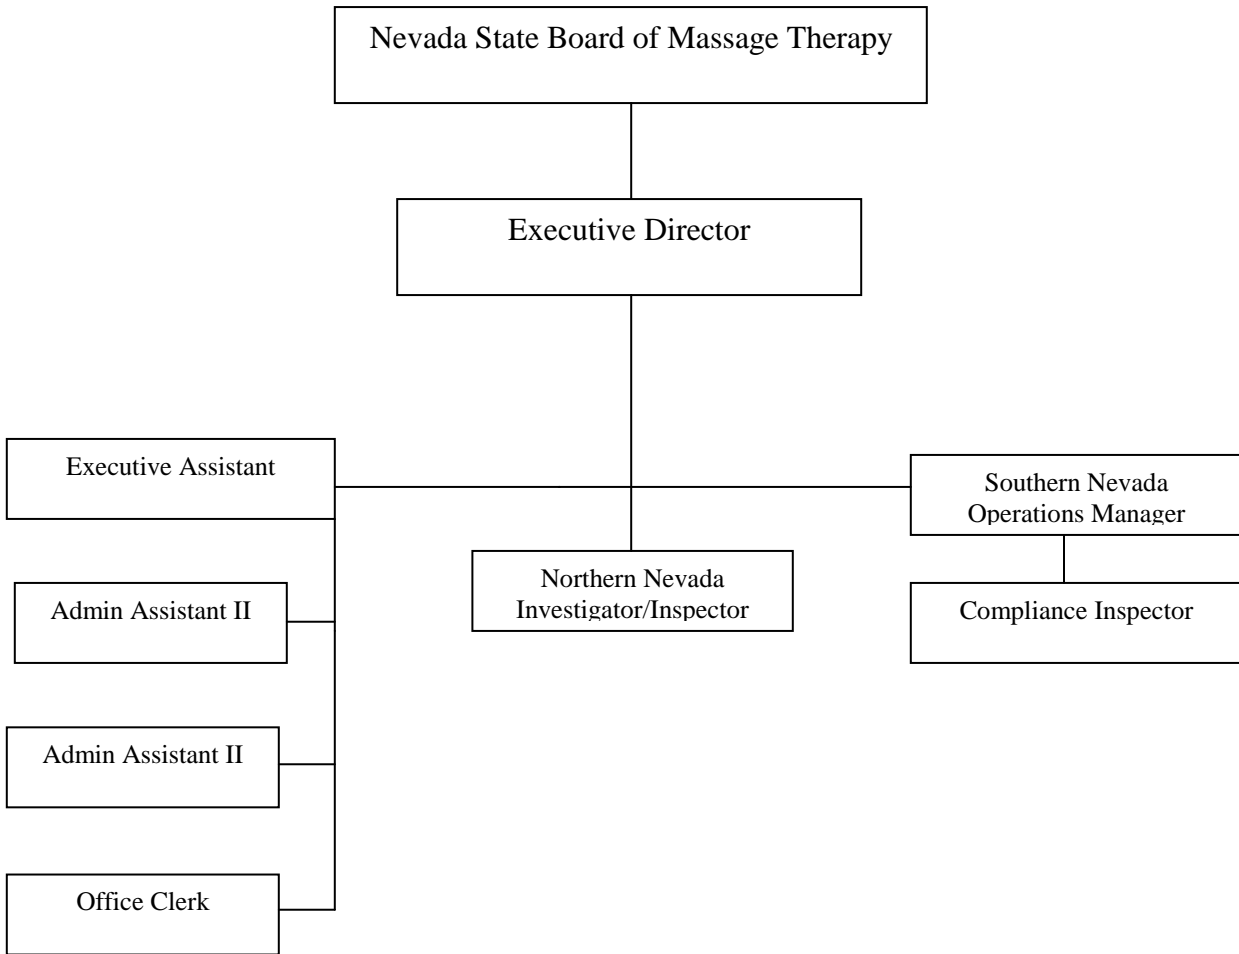 Nevada State Board of Massage Therapy
Executive Director
Executive Assistant
Southern Nevada
Operations Manager
Northern Nevada
Investigator/Inspector
Admin Assistant II
Compliance Inspector
Admin Assistant II
Office Clerk